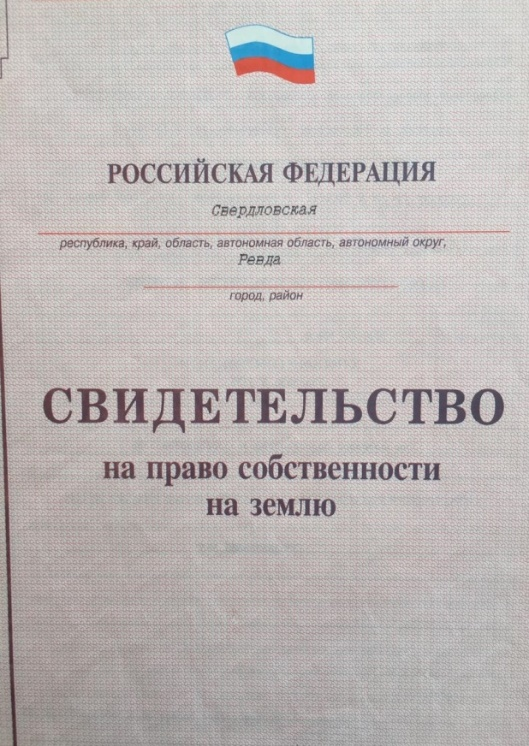 РОССИЙСКАЯ ФЕДЕРАЦИЯ
Свердловская
республика, край, область, автономная область, автономный округ,
Ревда
город, район
СВИДЕТЕЛЬСТВО
на право собственности
на землю